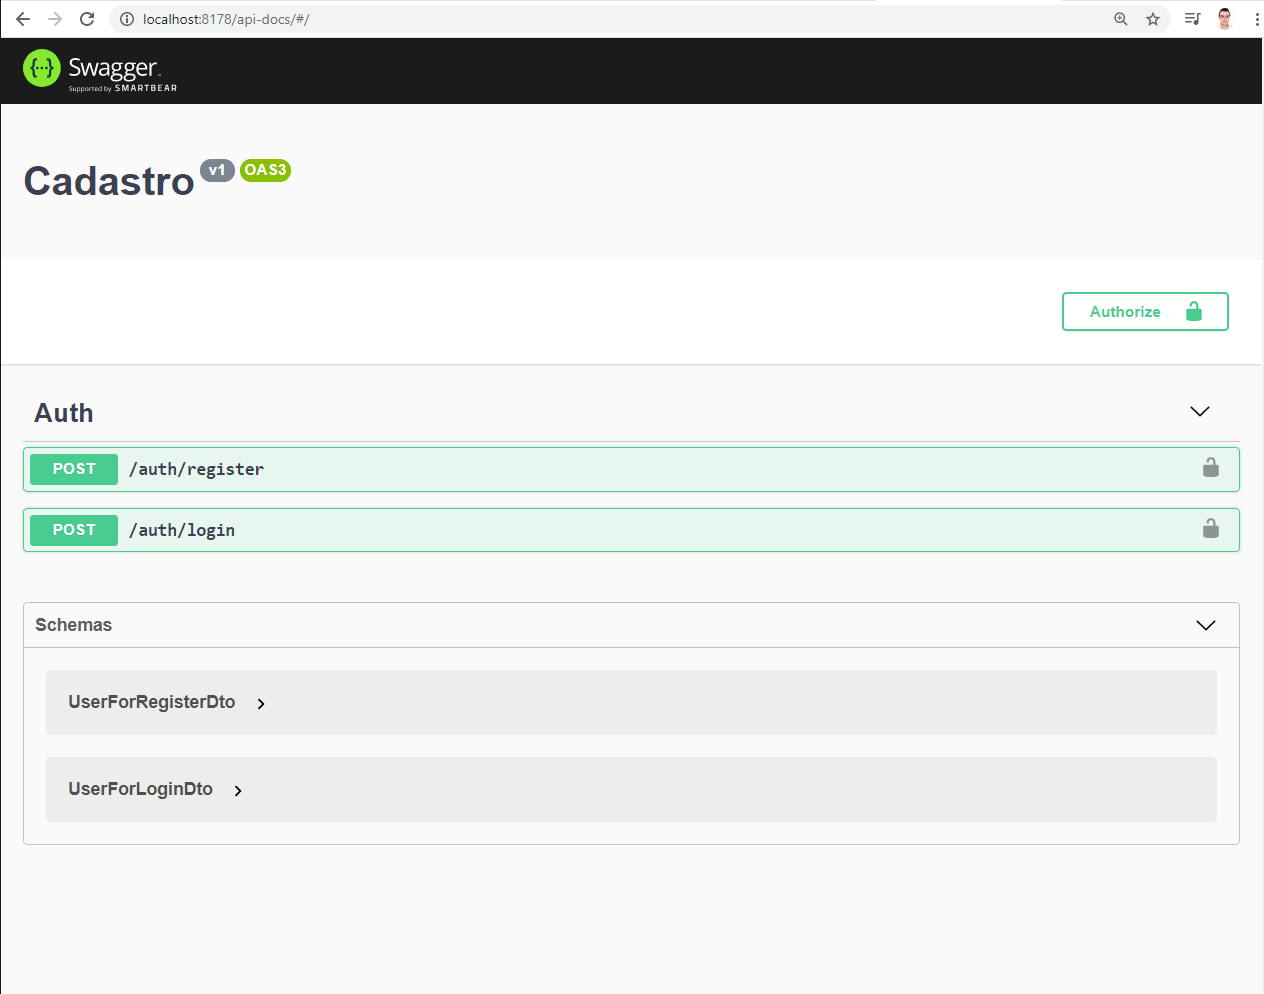 localhost:8178/api-docs/#/
{···} Swagger™
Supported by SMARTBEAR
Cadastro v1 OAS3
Authorize
Auth
POST /auth/register
POST /auth/login
Schemas
UserForRegisterDto
UserForLoginDto